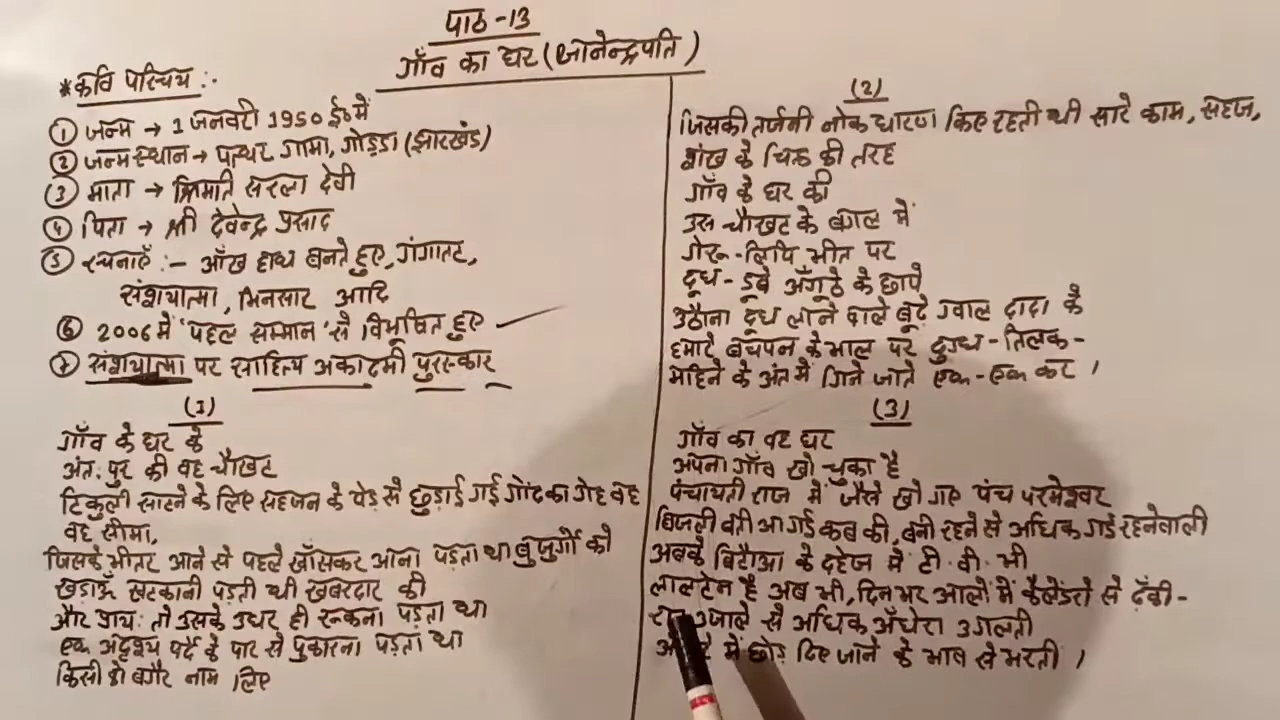 पाठ -13
गाँव का घर (ज्ञानेन्द्रपति)
*कवि परिचय :-
① जन्म → 1 जनवरी 1950 ई० में
② जन्म स्थान → पत्थर गामा, गोड्डा (झारखंड)
③ माता → श्रिमति सरला देवी
④ पिता → श्री देवेन्द्र प्रसाद
⑤ रचनाएँ :- आँख हाथ बनते हुए, गंगातट,
संशयात्मा, भिनसार आदि
⑥ 2006 में 'पहल सम्मान' से विभूषित हुए
⑦ संशयात्मा पर साहित्य अकादमी पुरस्कार
(1)
गाँव के घर के
अंत: पुर की वह चौखट
टिकुली साटने के लिए सहजन के पेड़ से छुड़ाई गई गोंद का गेह वह
वह सीमा,
जिसके भीतर आने से पहले खाँसकर आना पड़ता था बुजुर्गों को
खड़ाऊँ खटकानी पड़ती थी खबरदार की
और प्राय: तो उसके उधर ही रूकना पड़ता था
एक अदृश्य पर्दे के पार से पुकारना पड़ता था
किसी को बगैर नाम लिए
(2)
जिसकी तर्जनी नोक धारण किए रहती थी सारे काम, सहज,
शंख के चिह्न की तरह
गाँव के घर की
उस चौखट के बगल में
गेरू-लिपि भीत पर
दूध-डूबे अँगूठे के छापे
उठौना दूध लाने वाले बूढ़े ग्वाल दादा के
हमारे बचपन के भाल पर दुग्ध-तिलक-
महिने के अंत में गिने जाते एक-एक कर ।
(3)
गाँव का वह घर
अपना गाँव खो चुका है
पंचायती राज में जैसे खो गए पंच परमेश्वर
बिजली बत्ती आ गई कब की, बनी रहने से अधिक गई रहनेवाली
अबके बिटौआ के दहेज में टी.वी. भी
लालटेन है अब भी, दिनभर आलों में कैलेंडरों से ढँकी-
उजाले से अधिक अँधेरा उगलती
में छोड़ दिए जाने के भाव से भरती ।